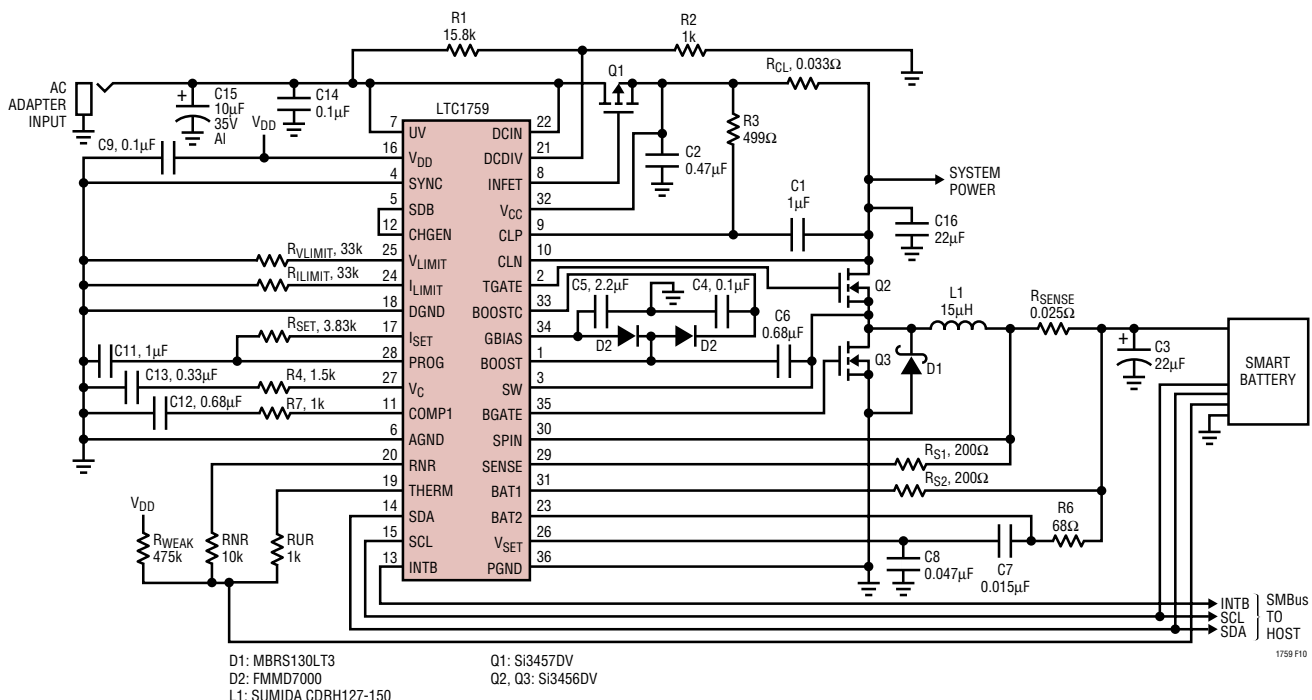 R1
15.8k
R2
1k
AC
ADAPTER
INPUT
+
C15
10μF
35V
Al
C14
0.1μF
Q1
RCL, 0.033Ω
R3
499Ω
C2
0.47μF
C1
1μF
SYSTEM
POWER
C16
22μF
C9, 0.1μF
VDD
LTC1759
7 UV DCIN 22
16 VDD DCDIV 21
4 SYNC INFET 8
5 SDB VCC 32
12 CHGEN CLP 9
25 VLIMIT CLN 10
24 ILIMIT TGATE 2
18 DGND BOOSTC 33
17 ISET GBIAS 34
28 PROG BOOST 1
27 VC SW 3
11 COMP1 BGATE 35
6 AGND SPIN 30
20 RNR SENSE 29
19 THERM BAT1 31
14 SDA BAT2 23
15 SCL VSET 26
13 INTB PGND 36
RVLIMIT, 33k
RILIMIT, 33k
RSET, 3.83k
C11, 1μF
C13, 0.33μF
R4, 1.5k
C12, 0.68μF
R7, 1k
C5, 2.2μF
C4, 0.1μF
D2
D2
C6
0.68μF
Q2
Q3
D1
L1
15μH
RSENSE
0.025Ω
+
C3
22μF
SMART
BATTERY
RS1, 200Ω
RS2, 200Ω
R6
68Ω
C8
0.047μF
C7
0.015μF
VDD
RWEAK
475k
RNR
10k
RUR
1k
INTB
SCL
SDA
SMBus
TO
HOST
1759 F10
D1: MBRS130LT3
D2: FMMD7000
L1: SUMIDA CDRH127-150
Q1: Si3457DV
Q2, Q3: Si3456DV